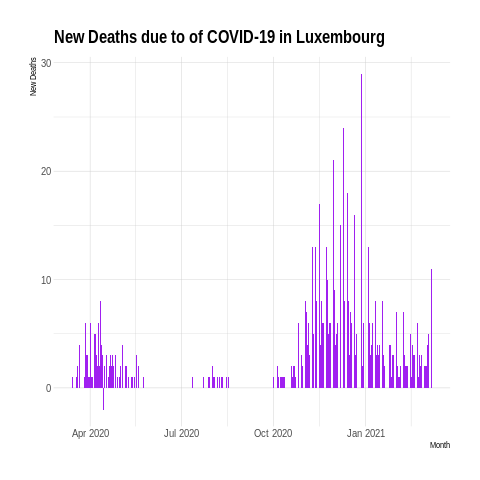 New Deaths due to of COVID-19 in Luxembourg
New Deaths
30
20
10
0
Apr 2020 Jul 2020 Oct 2020 Jan 2021
Month